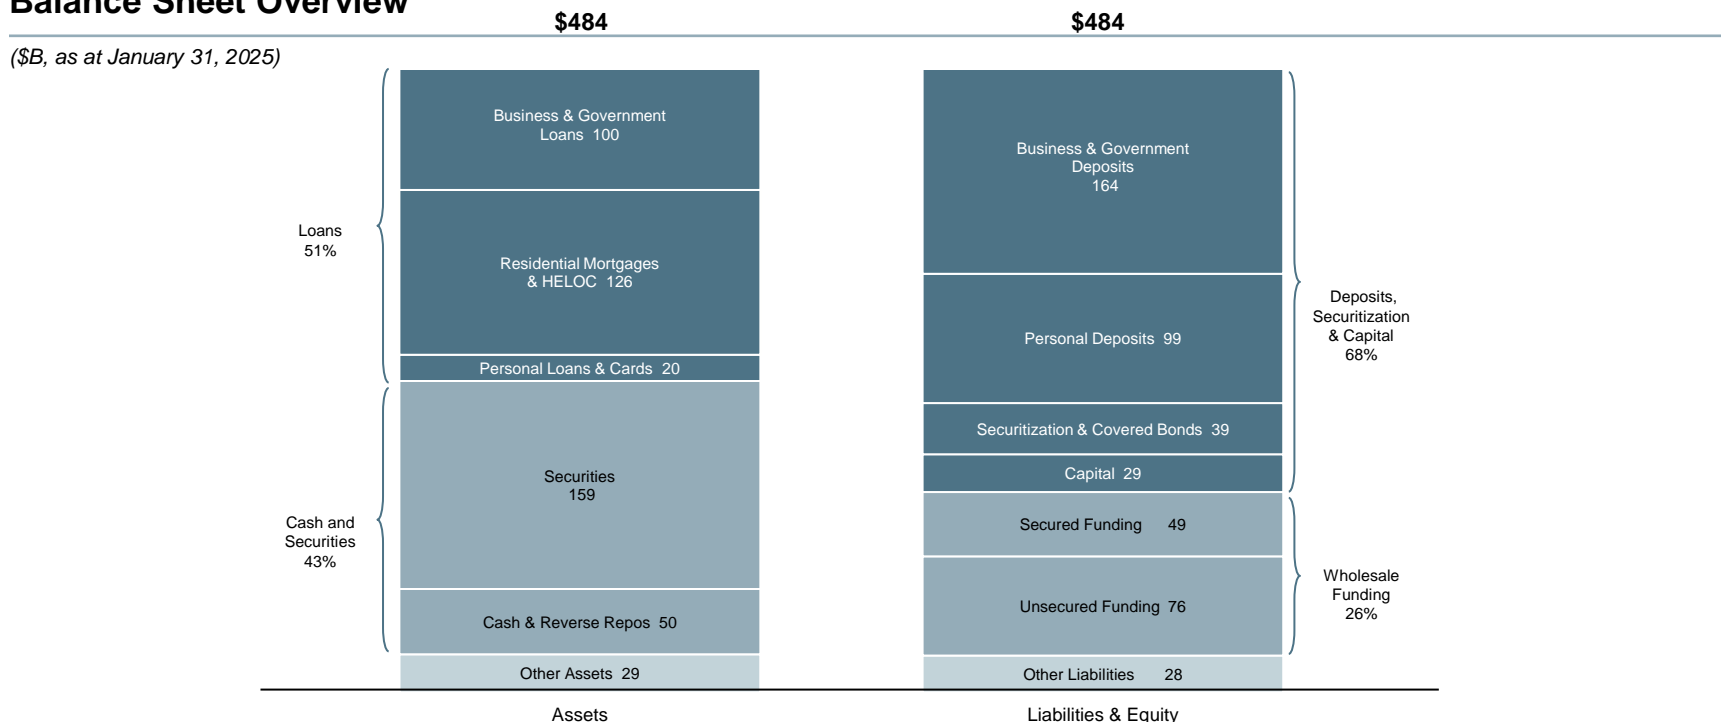 Balance Sheet Overview
$484
$484
($B, as at January 31, 2025)
Business & Government
Loans 100
Residential Mortgages
& HELOC 126
Personal Loans & Cards 20
Securities
159
Cash & Reverse Repos 50
Other Assets 29
Loans
51%
Cash and
Securities
43%
Business & Government
Deposits
164
Personal Deposits 99
Securitization & Covered Bonds 39
Capital 29
Secured Funding 49
Unsecured Funding 76
Other Liabilities 28
Deposits,
Securitization
& Capital
68%
Wholesale
Funding
26%
Assets
Liabilities & Equity